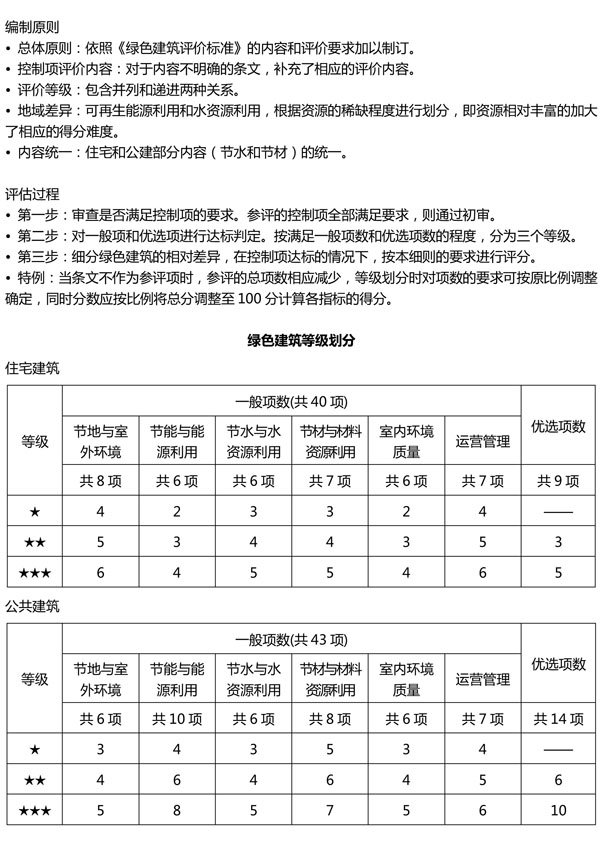 编制原则
• 总体原则：依照《绿色建筑评价标准》的内容和评价要求加以制订。
• 控制项评价内容：对于内容不明确的条文，补充了相应的评价内容。
• 评价等级：包含并列和递进两种关系。
• 地域差异：可再生能源利用和水资源利用，根据资源的稀缺程度进行划分，即资源相对丰富的加大
了相应的得分难度。
• 内容统一：住宅和公建部分内容（节水和节材）的统一。
评估过程
• 第一步：审查是否满足控制项的要求。参评的控制项全部满足要求，则通过初审。
• 第二步：对一般项和优选项进行达标判定。按满足一般项数和优选项数的程度，分为三个等级。
• 第三步：细分绿色建筑的相对差异，在控制项达标的情况下，按本细则的要求进行评分。
• 特例：当条文不作为参评项时，参评的总项数相应减少，等级划分时对项数的要求可按原比例调整
确定，同时分数应按比例将总分调整至 100 分计算各指标的得分。
绿色建筑等级划分
住宅建筑
等级 一般项数(共 40 项) 优选项数
节地与室 节能与能 节水与水 节材与材料 室内环境 运营管理
外环境 源利用 资源利用 资源利用 质量
共 8 项 共 6 项 共 6 项 共 7 项 共 6 项 共 7 项 共 9 项
★ 4 2 3 3 2 4 ——
★★ 5 3 4 4 3 5 3
★★★ 6 4 5 5 4 6 5
公共建筑
等级 一般项数(共 43 项) 优选项数
节地与室 节能与能 节水与水 节材与材料 室内环境 运营管理
外环境 源利用 资源利用 资源利用 质量
共 6 项 共 10 项 共 6 项 共 8 项 共 6 项 共 7 项 共 14 项
★ 3 4 3 5 3 4 ——
★★ 4 6 4 6 4 5 6
★★★ 5 8 5 7 5 6 10